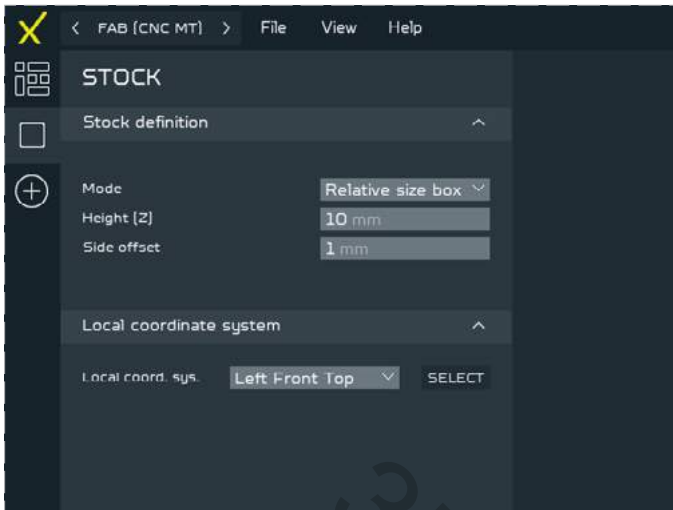 FAB (CNC MT) File View Help
STOCK
Stock definition
Mode Relative size box
Height (Z) 10 mm
Side offset 1 mm
Local coordinate system
Local coord. sys. Left Front Top SELECT